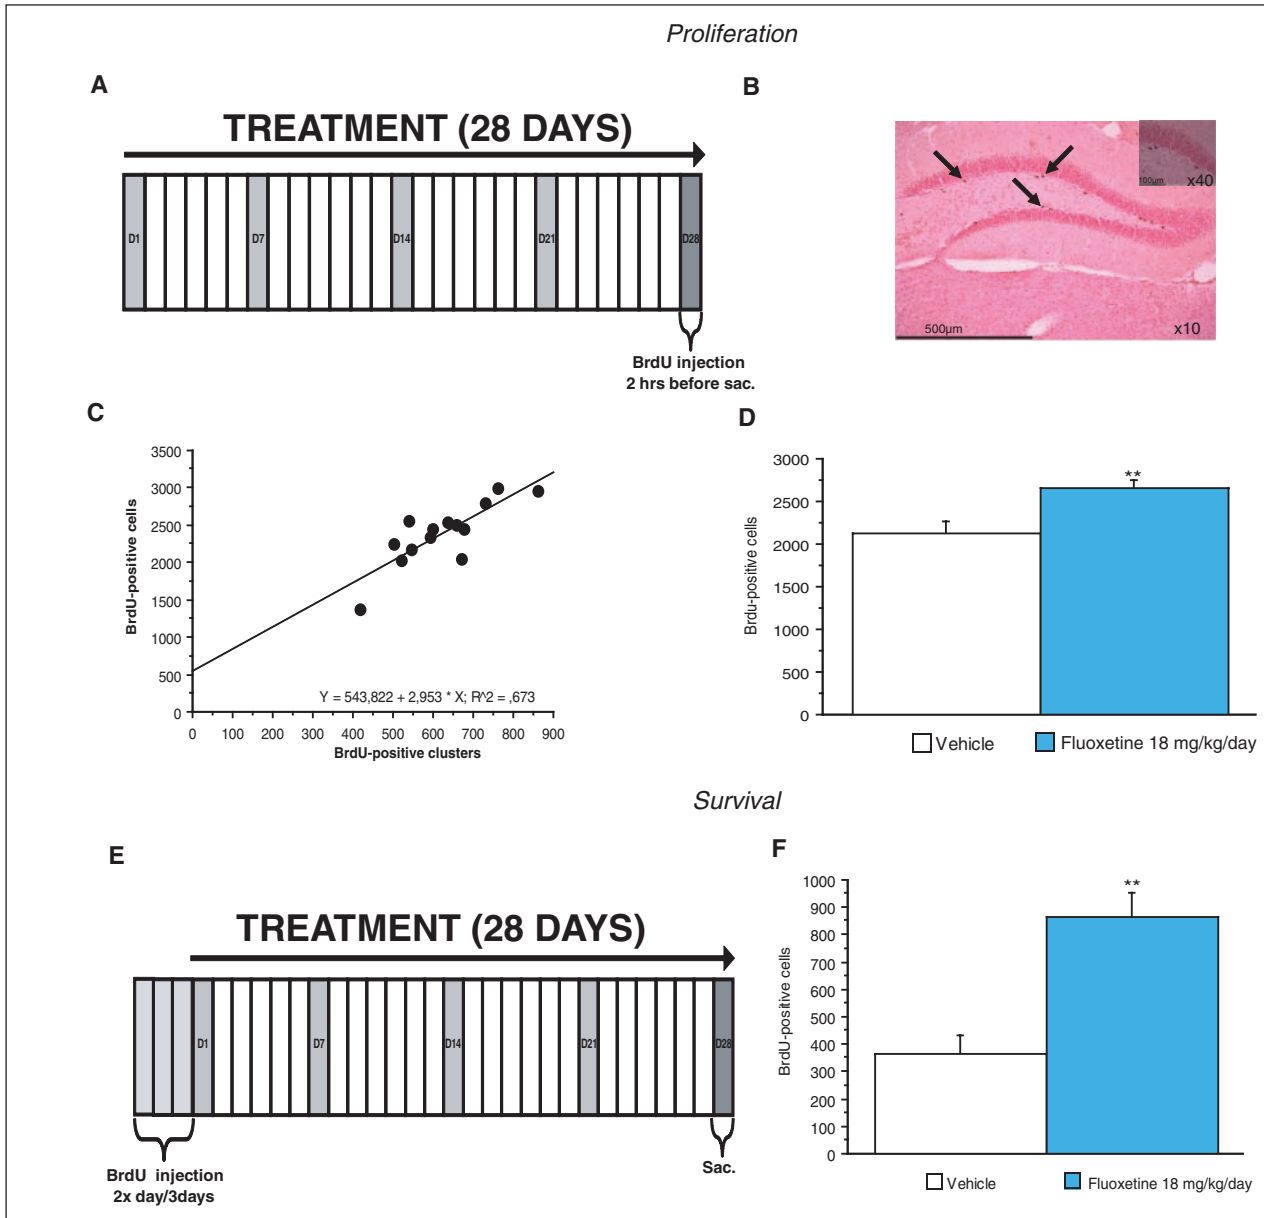 Proliferation
A
TREATMENT (28 DAYS)
D1
D7
D14
D21
D28
BrdU injection
2 hrs before sac.
B
100µm
x40
500µm
x10
C
BrdU-positive cells
3500
3000
2500
2000
1500
1000
500
0
Y = 543,822 + 2,953 * X; R^2 = ,673
0 100 200 300 400 500 600 700 800 900
BrdU-positive clusters
D
Brdu-positive cells
3000
2500
2000
1500
1000
500
0
**
Vehicle
Fluoxetine 18 mg/kg/day
Survival
E
TREATMENT (28 DAYS)
D1
D7
D14
D21
D28
BrdU injection
2x day/3days
Sac.
F
BrdU-positive cells
1000
900
800
700
600
500
400
300
200
100
0
**
Vehicle
Fluoxetine 18 mg/kg/day